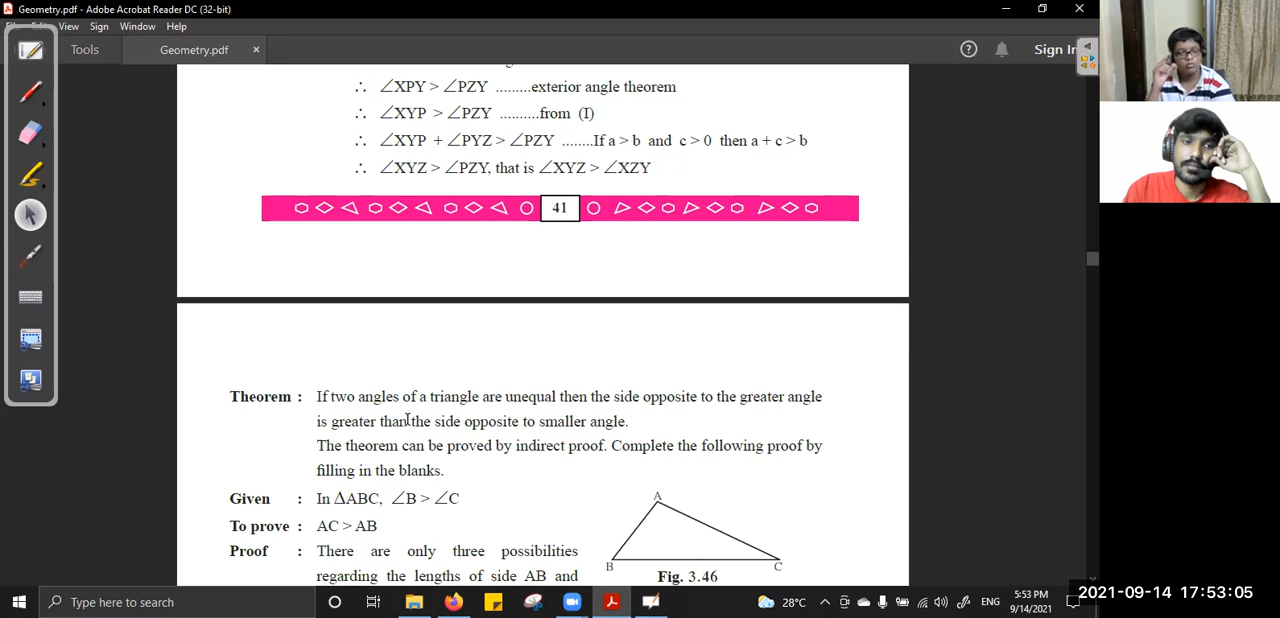 Geometry.pdf - Adobe Acrobat Reader DC (32-bit)
View Sign Window Help
Tools Geometry.pdf × Sign In
∴ ∠XPY > ∠PZY .........exterior angle theorem
∴ ∠XYP > ∠PZY ..........from (I)
∴ ∠XYP + ∠PYZ > ∠PZY .......If a > b and c > 0 then a + c > b
∴ ∠XYZ > ∠PZY, that is ∠XYZ > ∠XZY
41
Theorem : If two angles of a triangle are unequal then the side opposite to the greater angle
is greater than the side opposite to smaller angle.
The theorem can be proved by indirect proof. Complete the following proof by
filling in the blanks.
Given : In ΔABC, ∠B > ∠C
A
To prove : AC > AB
Proof : There are only three possibilities
B C
regarding the lengths of side AB and
Fig. 3.46
Type here to search
28°C ENG
5:53 PM
9/14/2021
2021-09-14 17:53:05